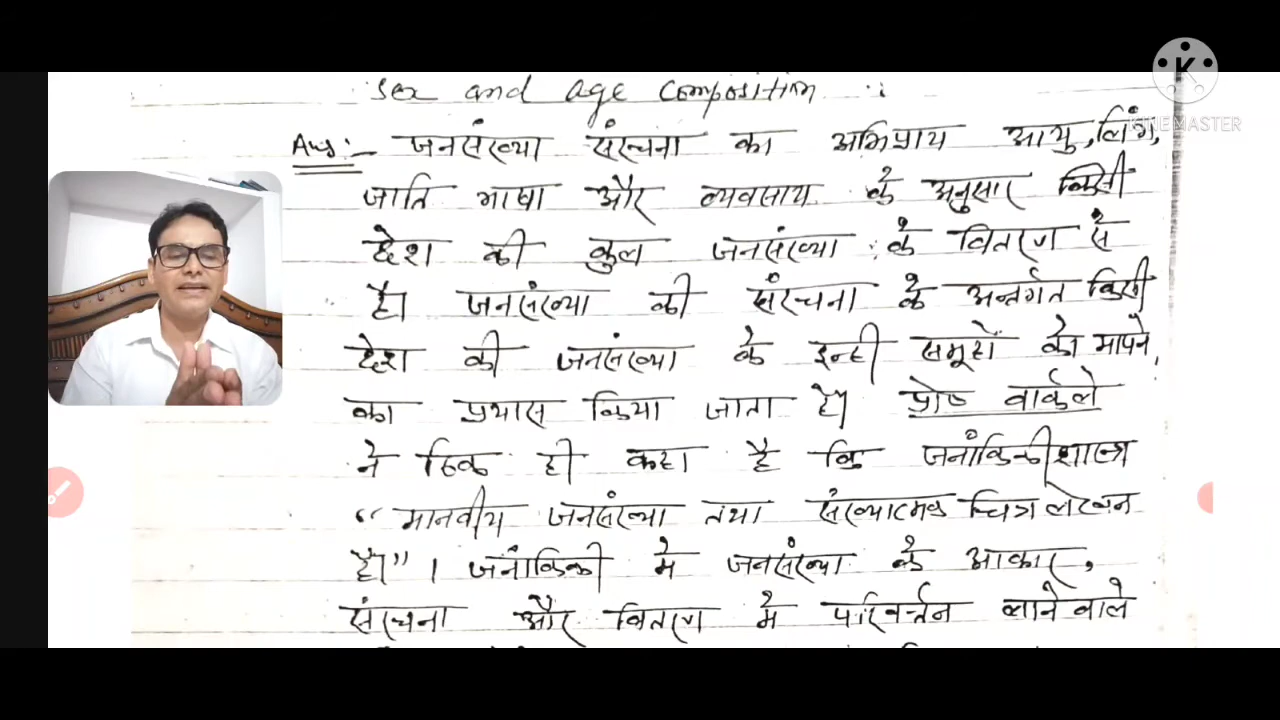 K
KINEMASTER
Sex and age composition :
Ans:- जनसंख्या संरचना का अभिप्राय आयु, लिंग,
जाति भाषा और व्यवसाय के अनुसार किसी
देश की कुल जनसंख्या के वितरण से
है। जनसंख्या की संरचना के अन्तर्गत किसी
देश की जनसंख्या के इन्ही समूहों को मापने
का प्रयास किया जाता है। प्रो॰ वार्कले
ने ठिक ही कहा है कि जनांकिकीशास्त्र
“मानवीय जनसंख्या तथा संख्यात्मक चित्रलेखन
है”। जनांकिकी मे जनसंख्या के आकार,
संरचना और वितरण मे परिवर्त्तन लाने वाले